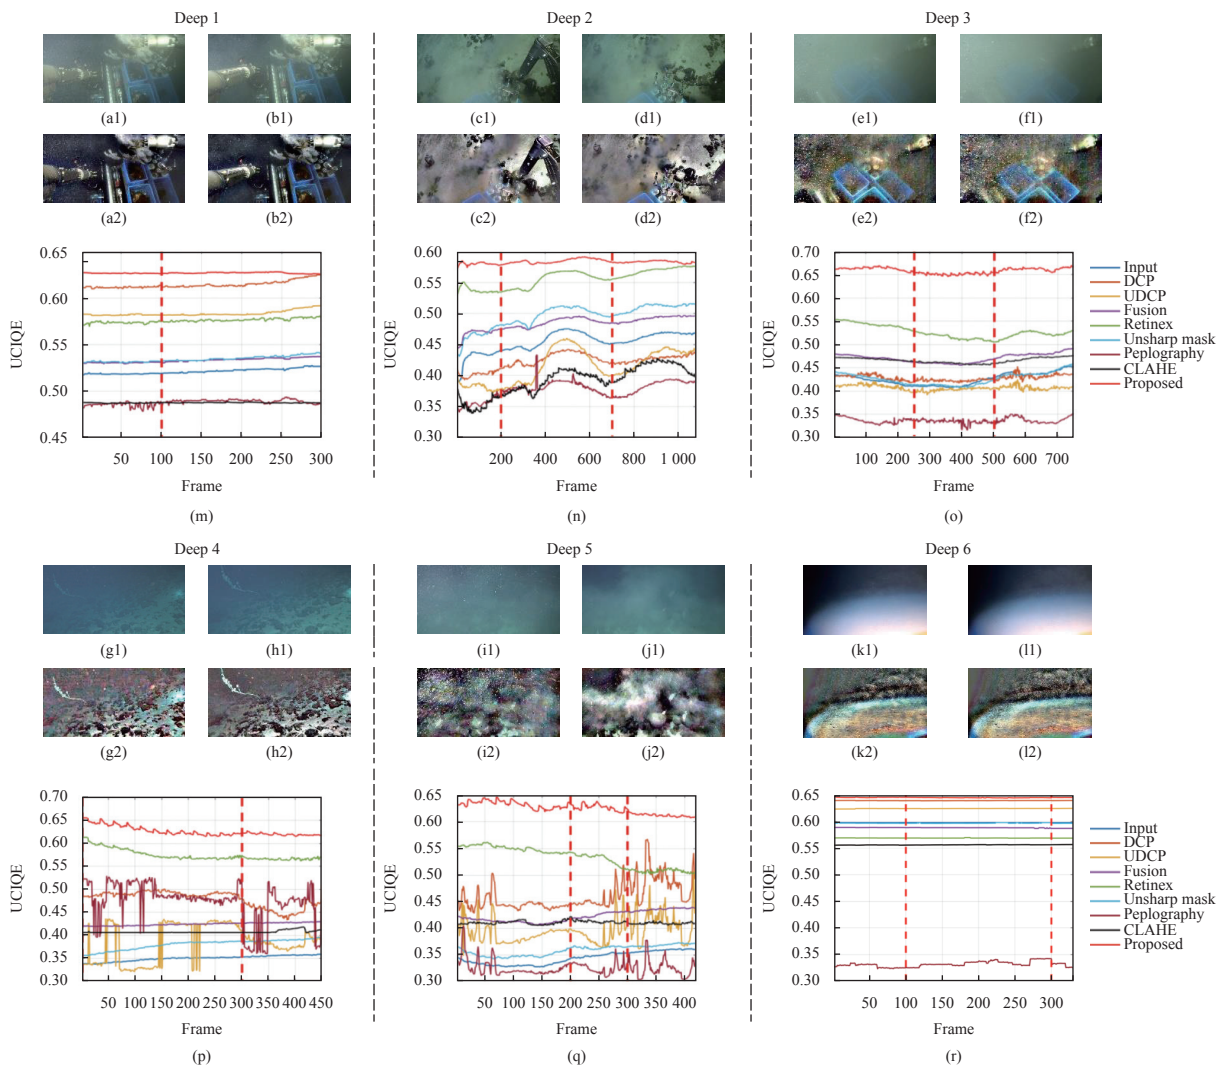 Deep 1 Deep 2 Deep 3
(a1) (b1) (c1) (d1) (e1) (f1)
(a2) (b2) (c2) (d2) (e2) (f2)
UCIQE
0.65
0.60
0.55
0.50
0.45
50 100 150 200 250 300
Frame
(m)
UCIQE
0.60
0.55
0.50
0.45
0.40
0.35
0.30
200 400 600 800 1 000
Frame
(n)
UCIQE
0.70
0.65
0.60
0.55
0.50
0.45
0.40
0.35
0.30
100 200 300 400 500 600 700
Frame
(o)
Input
DCP
UDCP
Fusion
Retinex
Unsharp mask
Peplography
CLAHE
Proposed
Deep 4 Deep 5 Deep 6
(g1) (h1) (i1) (j1) (k1) (l1)
(g2) (h2) (i2) (j2) (k2) (l2)
UCIQE
0.70
0.65
0.60
0.55
0.50
0.45
0.40
0.35
0.30
50 100 150 200 250 300 350 400 450
Frame
(p)
UCIQE
0.65
0.60
0.55
0.50
0.45
0.40
0.35
0.30
50 100 150 200 250 300 350 400
Frame
(q)
UCIQE
0.65
0.60
0.55
0.50
0.45
0.40
0.35
0.30
50 100 150 200 250 300
Frame
(r)
Input
DCP
UDCP
Fusion
Retinex
Unsharp mask
Peplography
CLAHE
Proposed